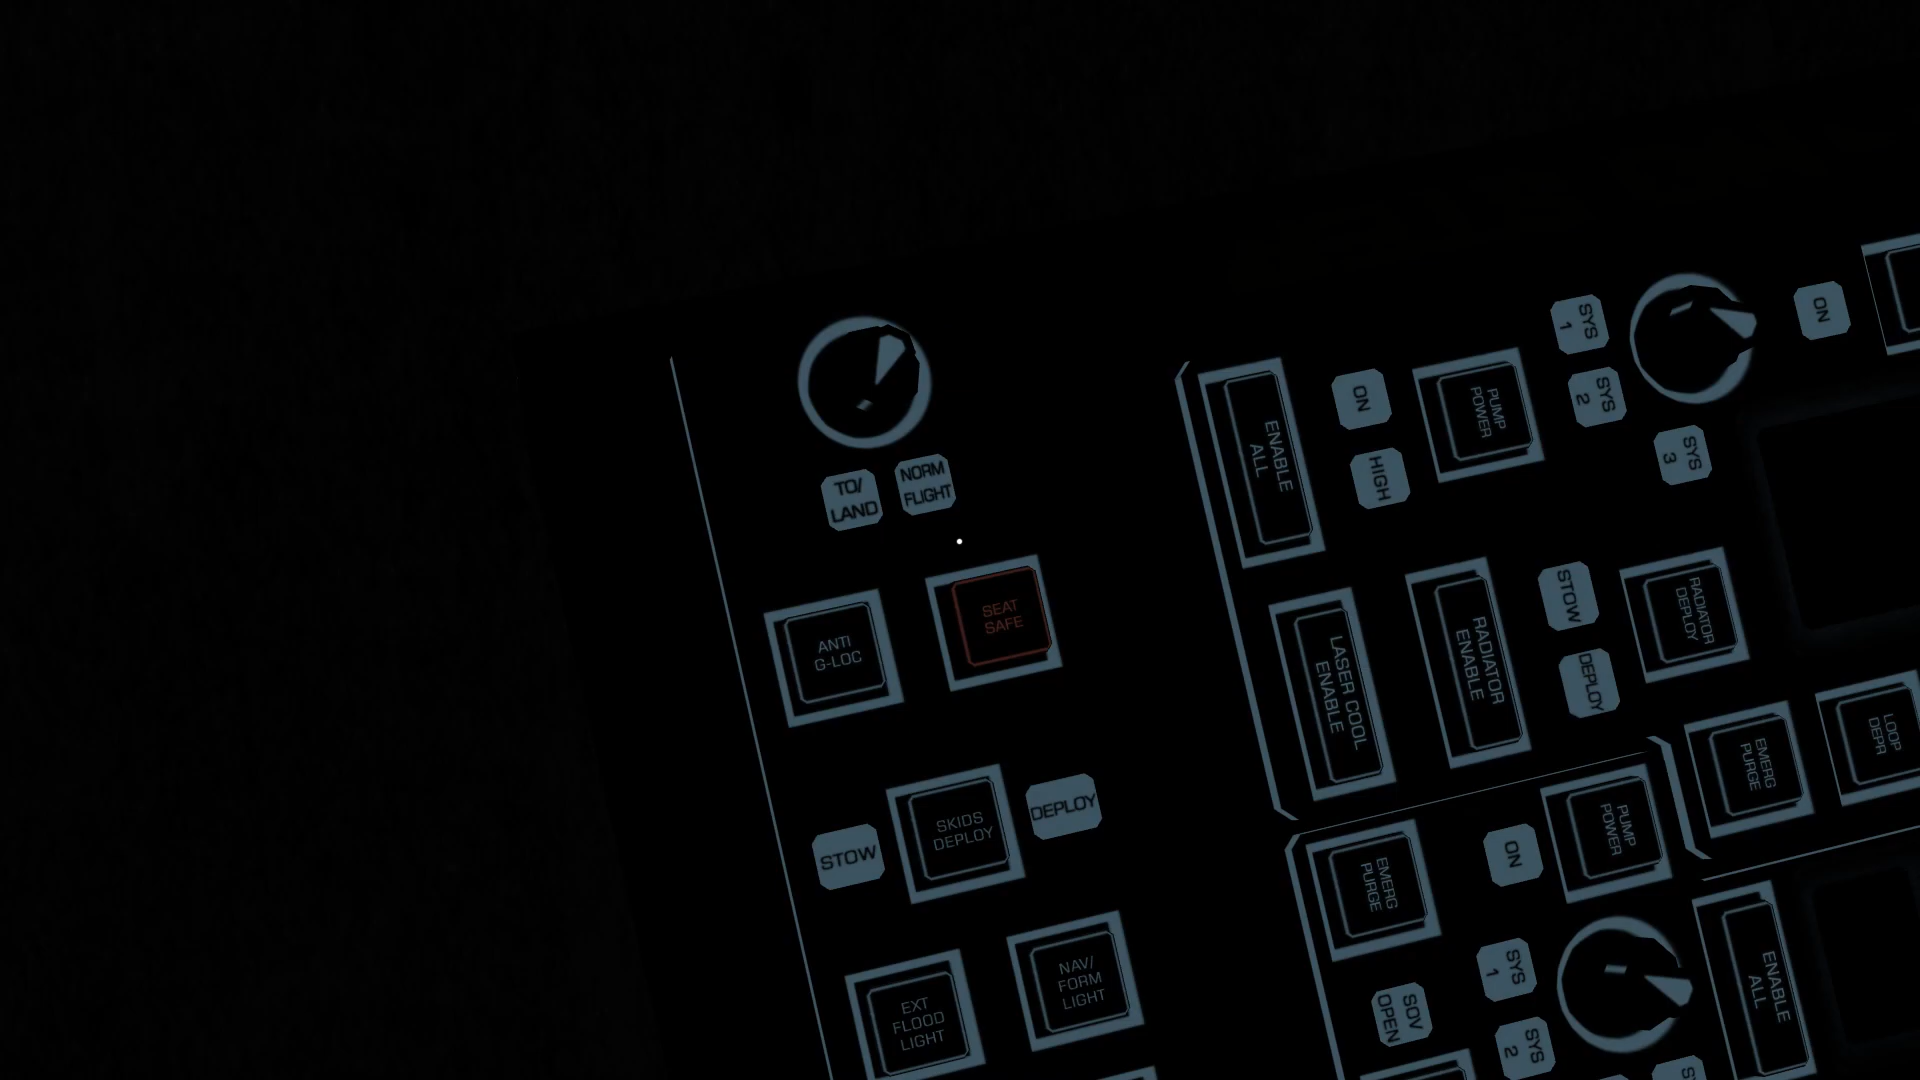 TO/
LAND
NORM
FLIGHT
ANTI
G-LOC
SEAT
SAFE
STOW
SKIDS
DEPLOY
DEPLOY
EXT
FLOOD
LIGHT
NAV/
FORM
LIGHT
ENABLE
ALL
ON
HIGH
PUMP
POWER
SYS
1
SYS
2
SYS
3
ON
LASER COOL
ENABLE
RADIATOR
ENABLE
STOW
DEPLOY
RADIATOR
DEPLOY
EMERG
PURGE
LOOP
DEPR
EMERG
PURGE
ON
PUMP
POWER
SOV
OPEN
SYS
1
SYS
2
SYS
ENABLE
ALL